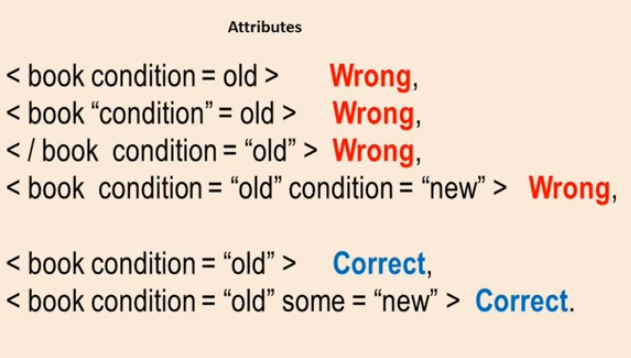 Attributes
< book condition = old > Wrong,
< book “condition” = old > Wrong,
< / book condition = “old” > Wrong,
< book condition = “old” condition = “new” > Wrong,
< book condition = “old” > Correct,
< book condition = “old” some = “new” > Correct.